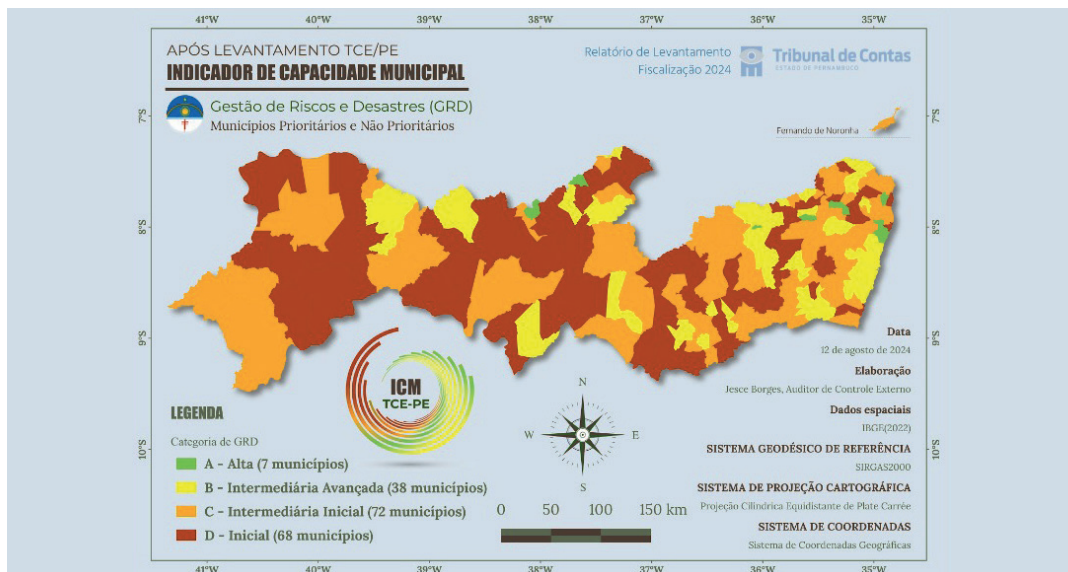 41°W 40°W 39°W 38°W 37°W 36°W 35°W
APÓS LEVANTAMENTO TCE/PE
INDICADOR DE CAPACIDADE MUNICIPAL
Gestão de Riscos e Desastres (GRD)
Municípios Prioritários e Não Prioritários
Relatório de Levantamento
Fiscalização 2024
Tribunal de Contas
ESTADO DE PERNAMBUCO
Fernando de Noronha
7°S 7°S
8°S 8°S
9°S 9°S
10°S 10°S
ICM
TCE-PE
N
W E
S
LEGENDA
Categoria de GRD
A - Alta (7 municípios)
B - Intermediária Avançada (38 municípios)
C - Intermediária Inicial (72 municípios)
D - Inicial (68 municípios)
0 50 100 150 km
Data
12 de agosto de 2024
Elaboração
Jesce Borges, Auditor de Controle Externo
Dados espaciais
IBGE(2022)
SISTEMA GEODÉSICO DE REFERÊNCIA
SIRGAS2000
SISTEMA DE PROJEÇÃO CARTOGRÁFICA
Projeção Cilíndrica Equidistante de Plate Carrée
SISTEMA DE COORDENADAS
Sistema de Coordenadas Geográficas
41°W 40°W 39°W 38°W 37°W 36°W 35°W